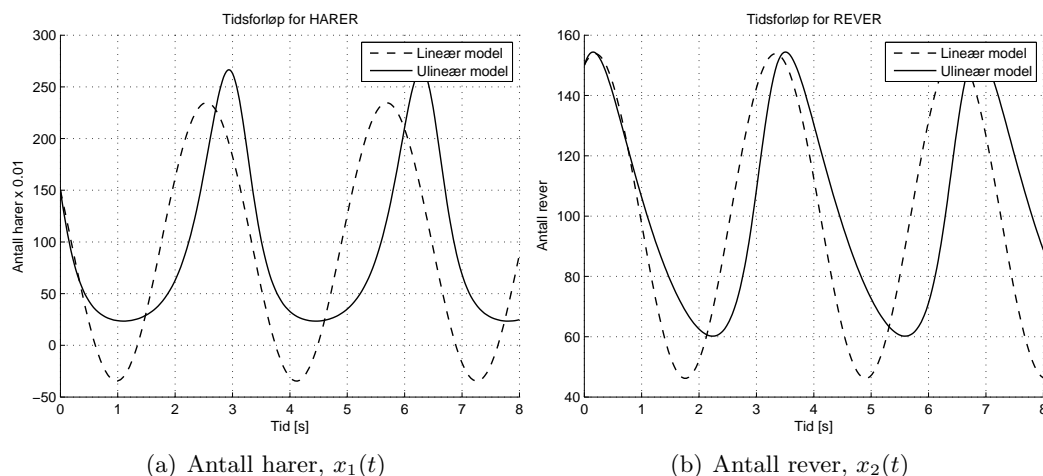 Tidsforløp for HARER
300
250
200
150
100
50
0
−50
Antall harer x 0.01
0 1 2 3 4 5 6 7 8
Tid [s]
Lineær model
Ulineær model
(a) Antall harer, x₁(t)
Tidsforløp for REVER
160
140
120
100
80
60
40
Antall rever
0 1 2 3 4 5 6 7 8
Tid [s]
Lineær model
Ulineær model
(b) Antall rever, x₂(t)